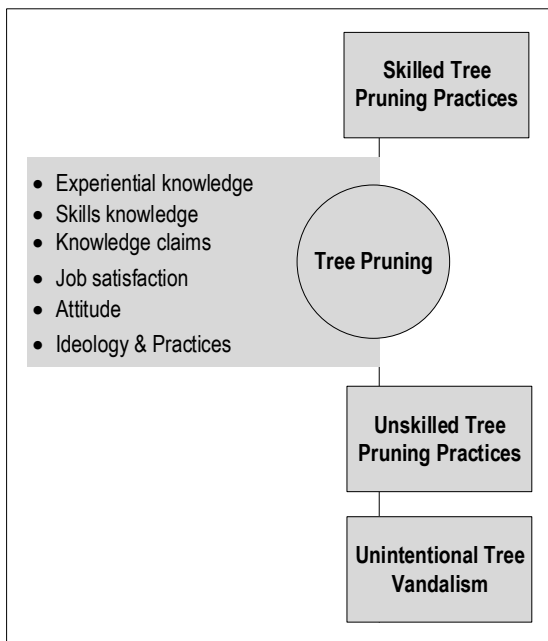 Skilled Tree
Pruning Practices
• Experiential knowledge
• Skills knowledge
• Knowledge claims
• Job satisfaction
• Attitude
• Ideology & Practices
Tree Pruning
Unskilled Tree
Pruning Practices
Unintentional Tree
Vandalism